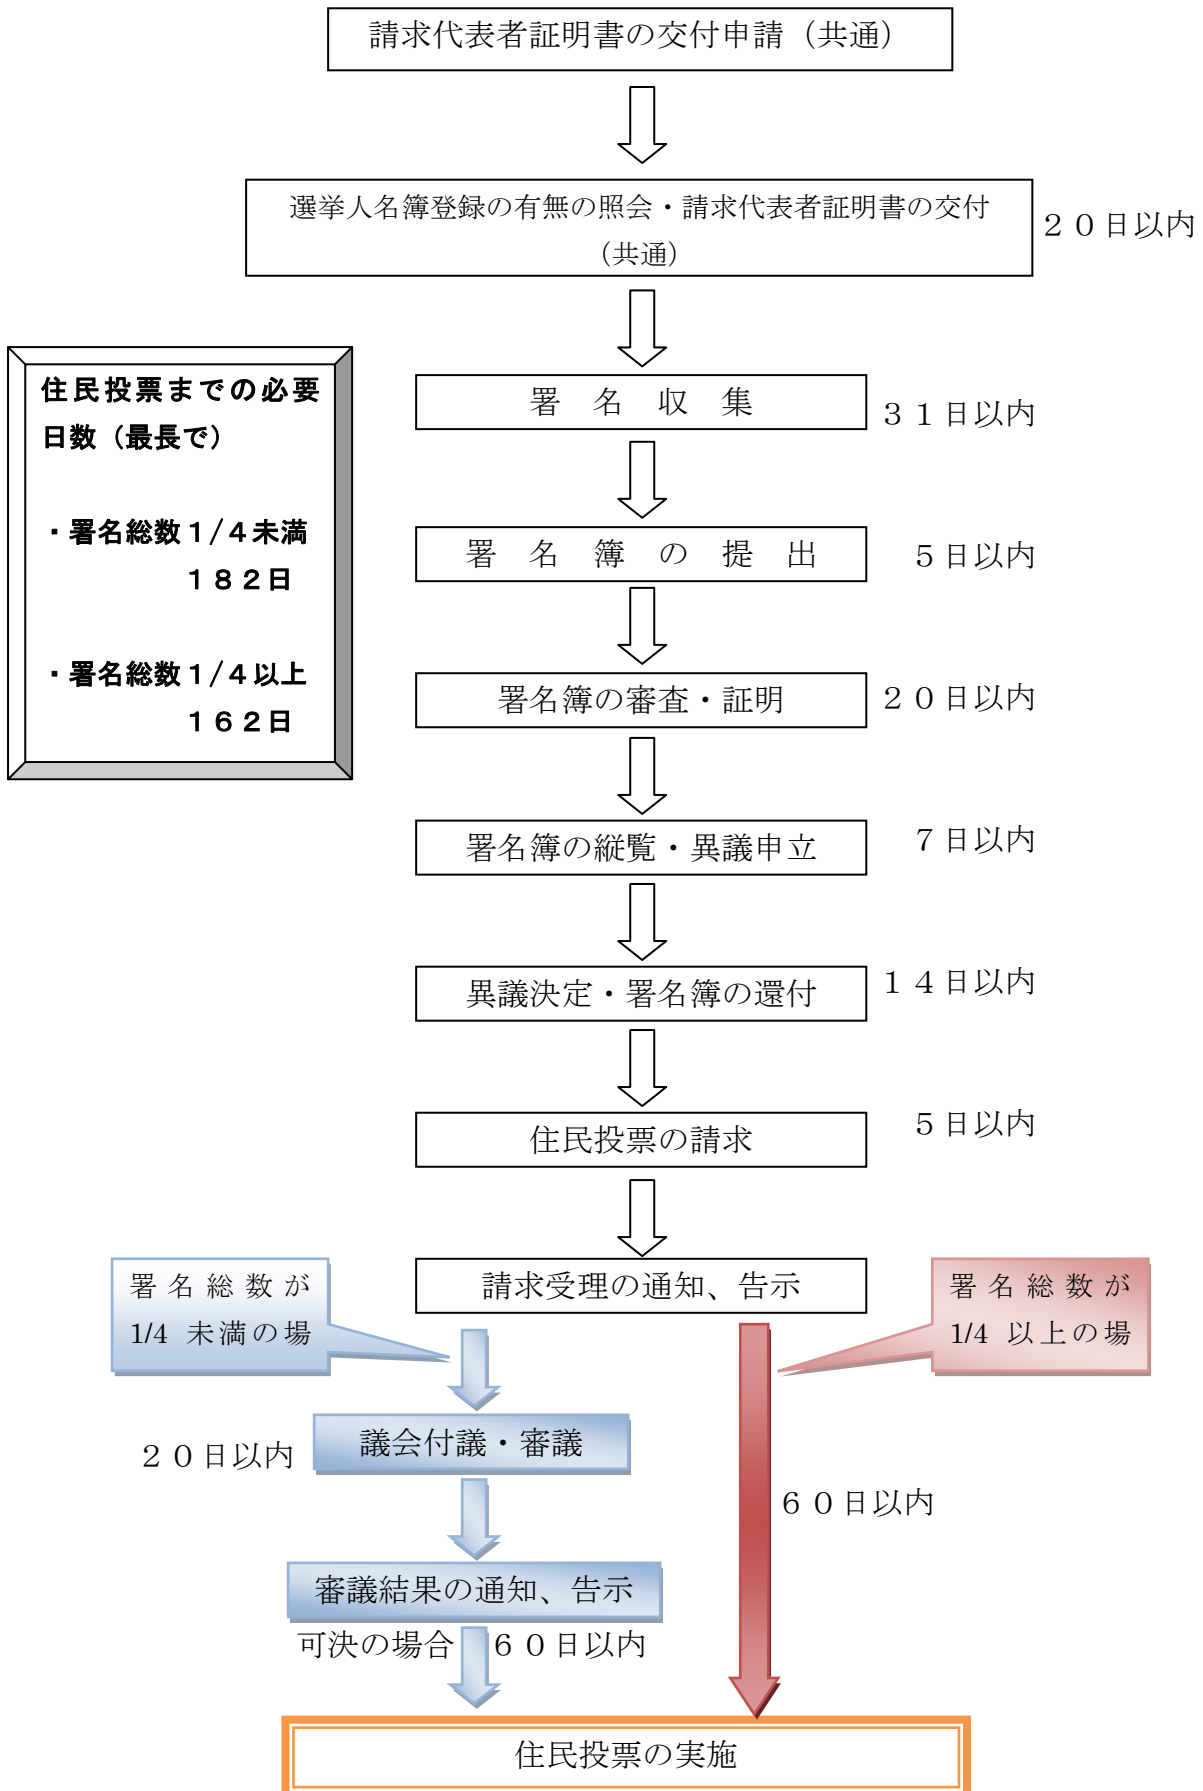 請求代表者証明書の交付申請（共通）
選挙人名簿登録の有無の照会・請求代表者証明書の交付
（共通）
２０日以内
住民投票までの必要
日数（最長で）
・署名総数１/４未満
１８２日
・署名総数１/４以上
１６２日
署　名　収　集
３１日以内
署　名　簿　の　提　出
５日以内
署名簿の審査・証明
２０日以内
署名簿の縦覧・異議申立
７日以内
異議決定・署名簿の還付
１４日以内
住民投票の請求
５日以内
請求受理の通知、告示
署名総数が
1/4 未満の場
署名総数が
1/4 以上の場
２０日以内
議会付議・審議
６０日以内
審議結果の通知、告示
可決の場合
６０日以内
住民投票の実施